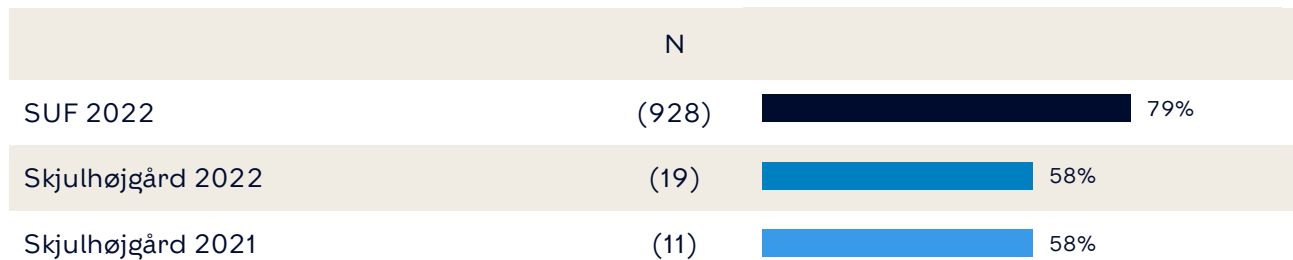 N
SUF 2022 (928) 79%
Skjulhøjgård 2022 (19) 58%
Skjulhøjgård 2021 (11) 58%